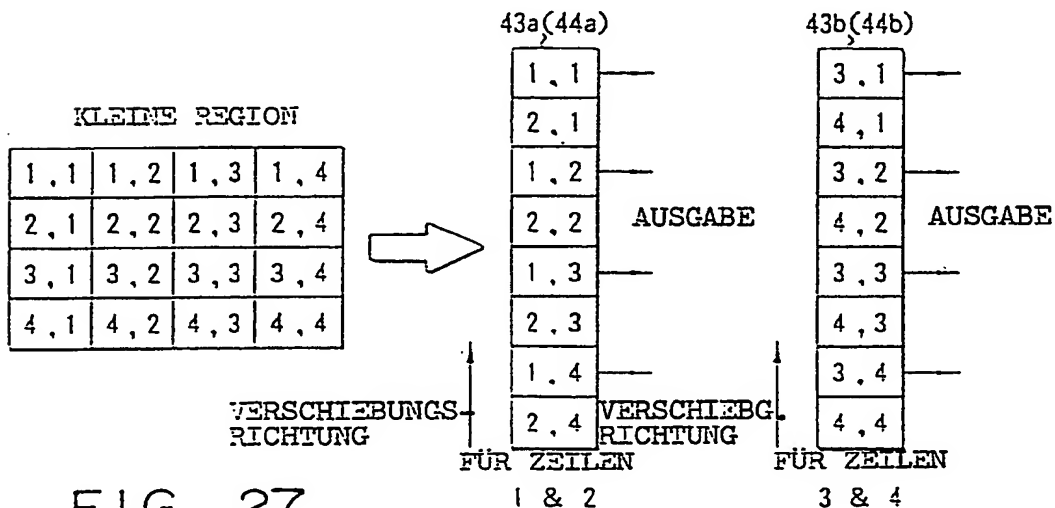 43a(44a)
43b(44b)
KLEINE REGION
1,1 1,2 1,3 1,4
2,1 2,2 2,3 2,4
3,1 3,2 3,3 3,4
4,1 4,2 4,3 4,4
1,1
2,1
1,2
2,2
1,3
2,3
1,4
2,4
AUSGABE
3,1
4,1
3,2
4,2
3,3
4,3
3,4
4,4
AUSGABE
VERSCHIEBUNGS-
RICHTUNG
FÜR ZEILEN
1 & 2
VERSCHIEBG.
RICHTUNG
FÜR ZEILEN
3 & 4
FIG. 27